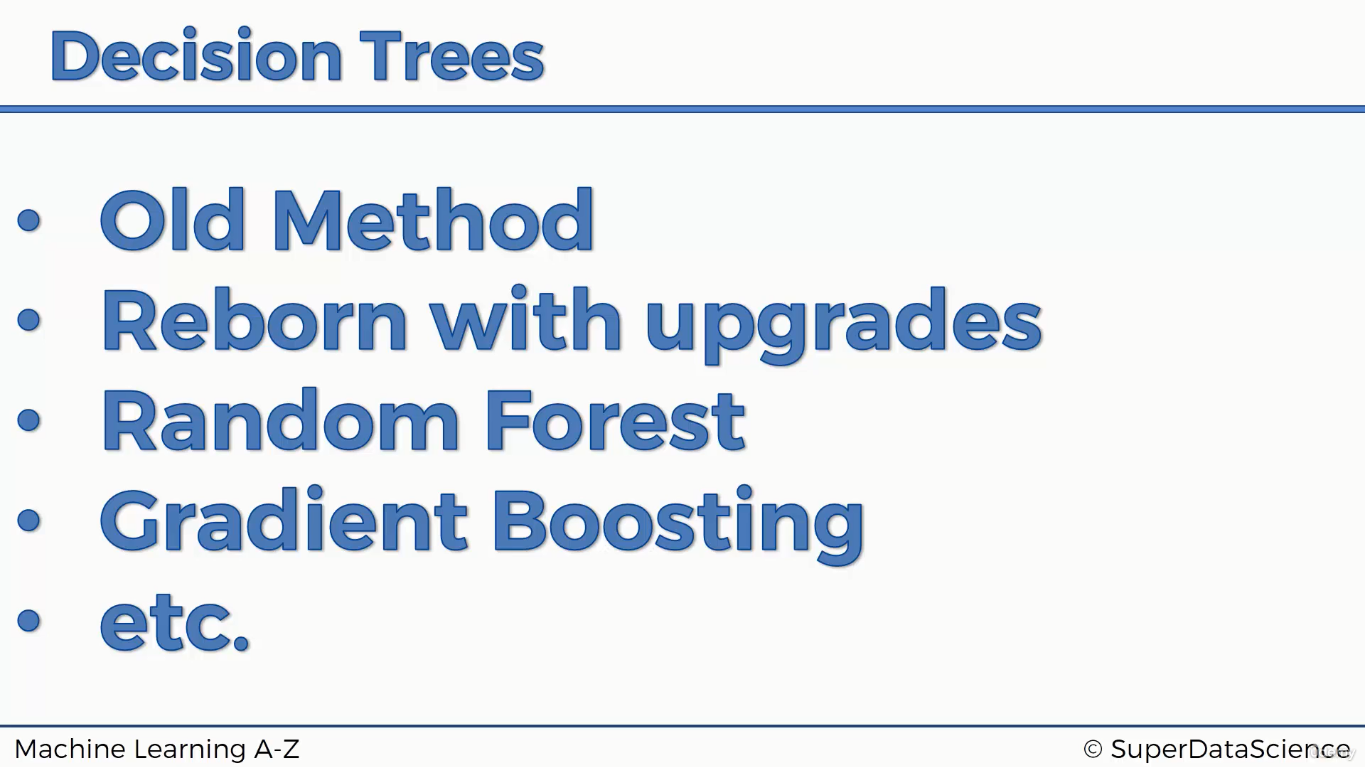 Decision Trees
• Old Method
• Reborn with upgrades
• Random Forest
• Gradient Boosting
• etc.
Machine Learning A-Z
© SuperDataScience